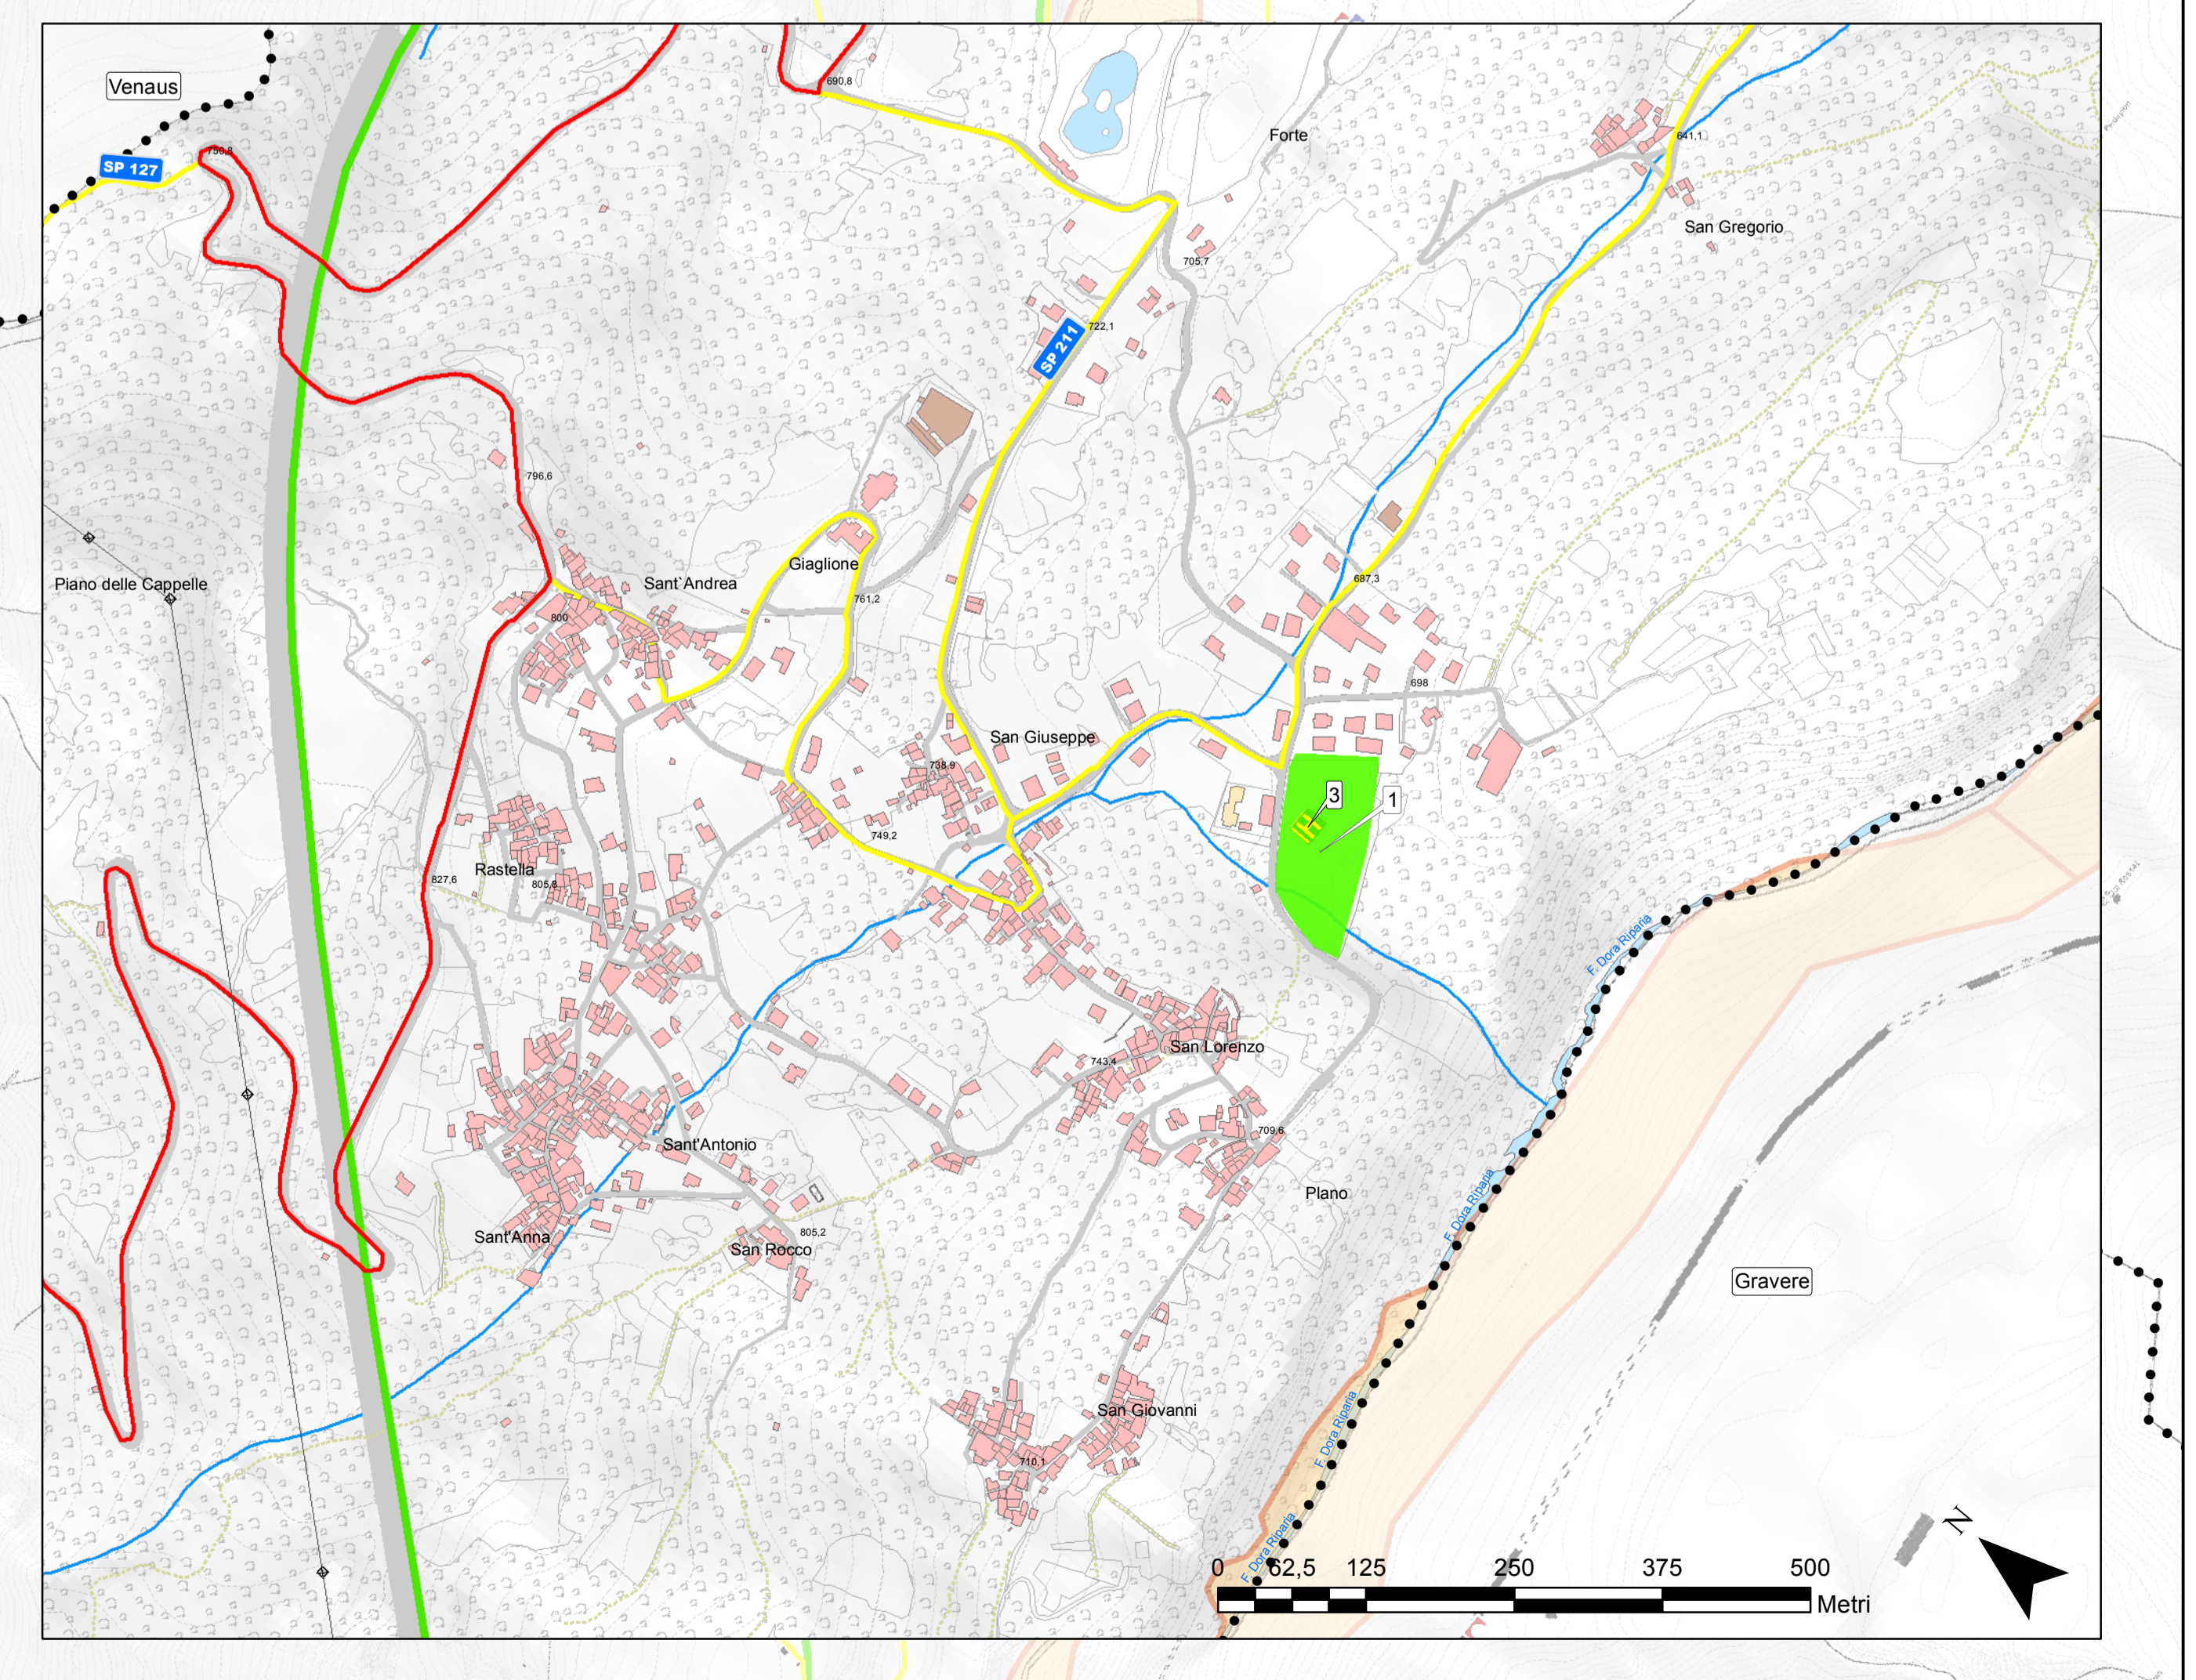 690,8
Venaus
Forte
641,1
750,8
SP 127
San Gregorio
705,7
722,1
SP 211
796,6
Giaglione
687,3
Piano delle Cappelle
Sant`Andrea
761,2
800
698
San Giuseppe
738,9
3
1
749,2
Rastella
827,6
805,8
F. Dora Riparia
San Lorenzo
743,4
709,6
Sant'Antonio
Plano
F. Dora Riparia
805,2
Sant'Anna
San Rocco
Gravere
San Giovanni
F. Dora Riparia
710,1
N
F. Dora Riparia
0 62,5 125 250 375 500
Metri